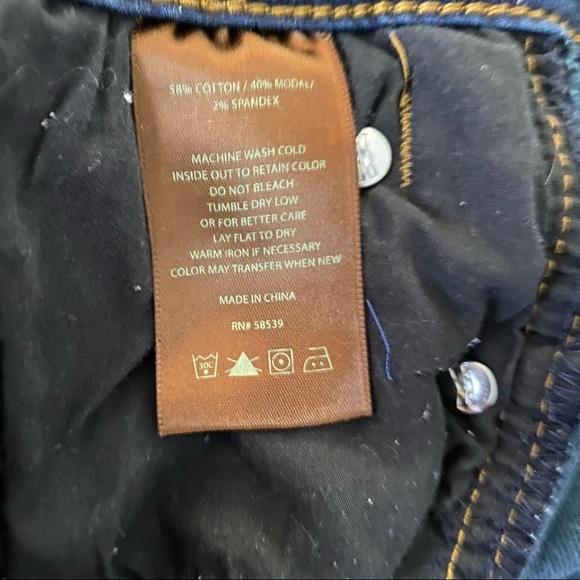 58% COTTON / 40% MODAL/
2% SPANDEX
MACHINE WASH COLD
INSIDE OUT TO RETAIN COLOR
DO NOT BLEACH
TUMBLE DRY LOW
OR FOR BETTER CARE
LAY FLAT TO DRY
WARM IRON IF NECESSARY
COLOR MAY TRANSFER WHEN NEW
MADE IN CHINA
RN# 58539
30C